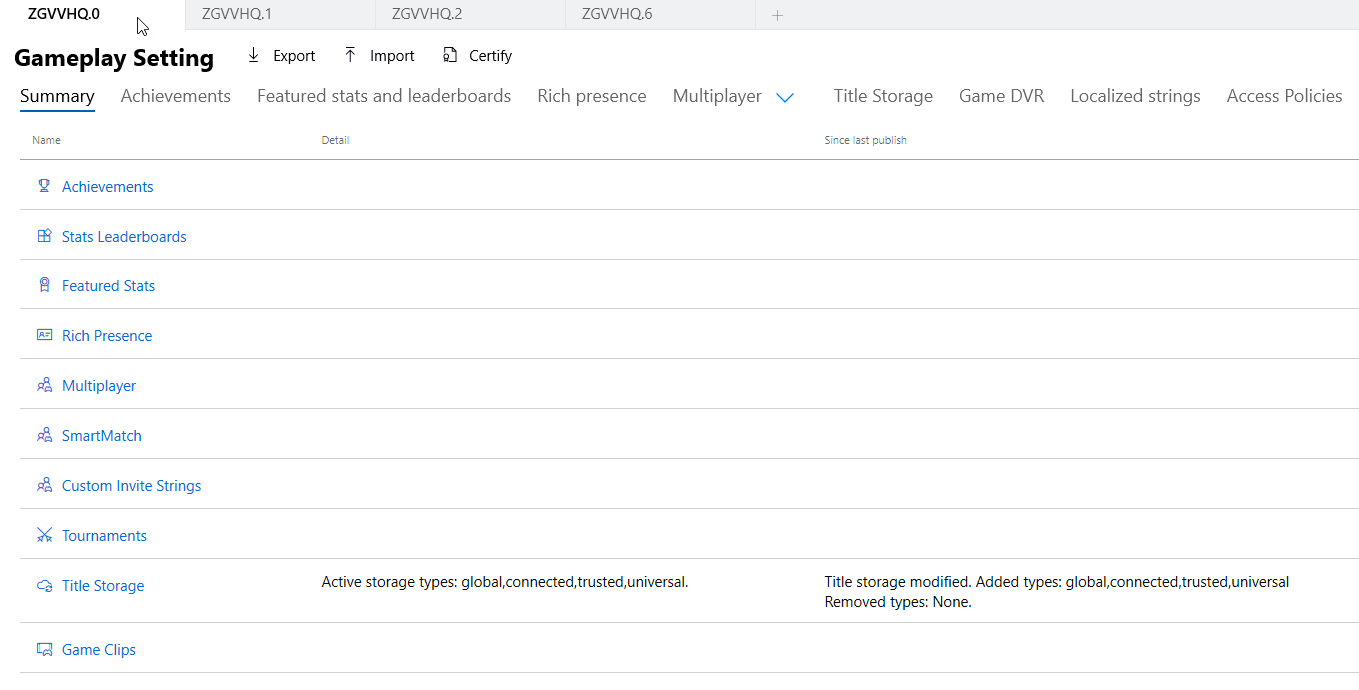 ZGVVHQ.0 ZGVVHQ.1 ZGVVHQ.2 ZGVVHQ.6 +
Gameplay Setting Export Import Certify
Summary Achievements Featured stats and leaderboards Rich presence Multiplayer Title Storage Game DVR Localized strings Access Policies
Name Detail Since last publish
Achievements
Stats Leaderboards
Featured Stats
Rich Presence
Multiplayer
SmartMatch
Custom Invite Strings
Tournaments
Title Storage Active storage types: global,connected,trusted,universal. Title storage modified. Added types: global,connected,trusted,universal
Removed types: None.
Game Clips